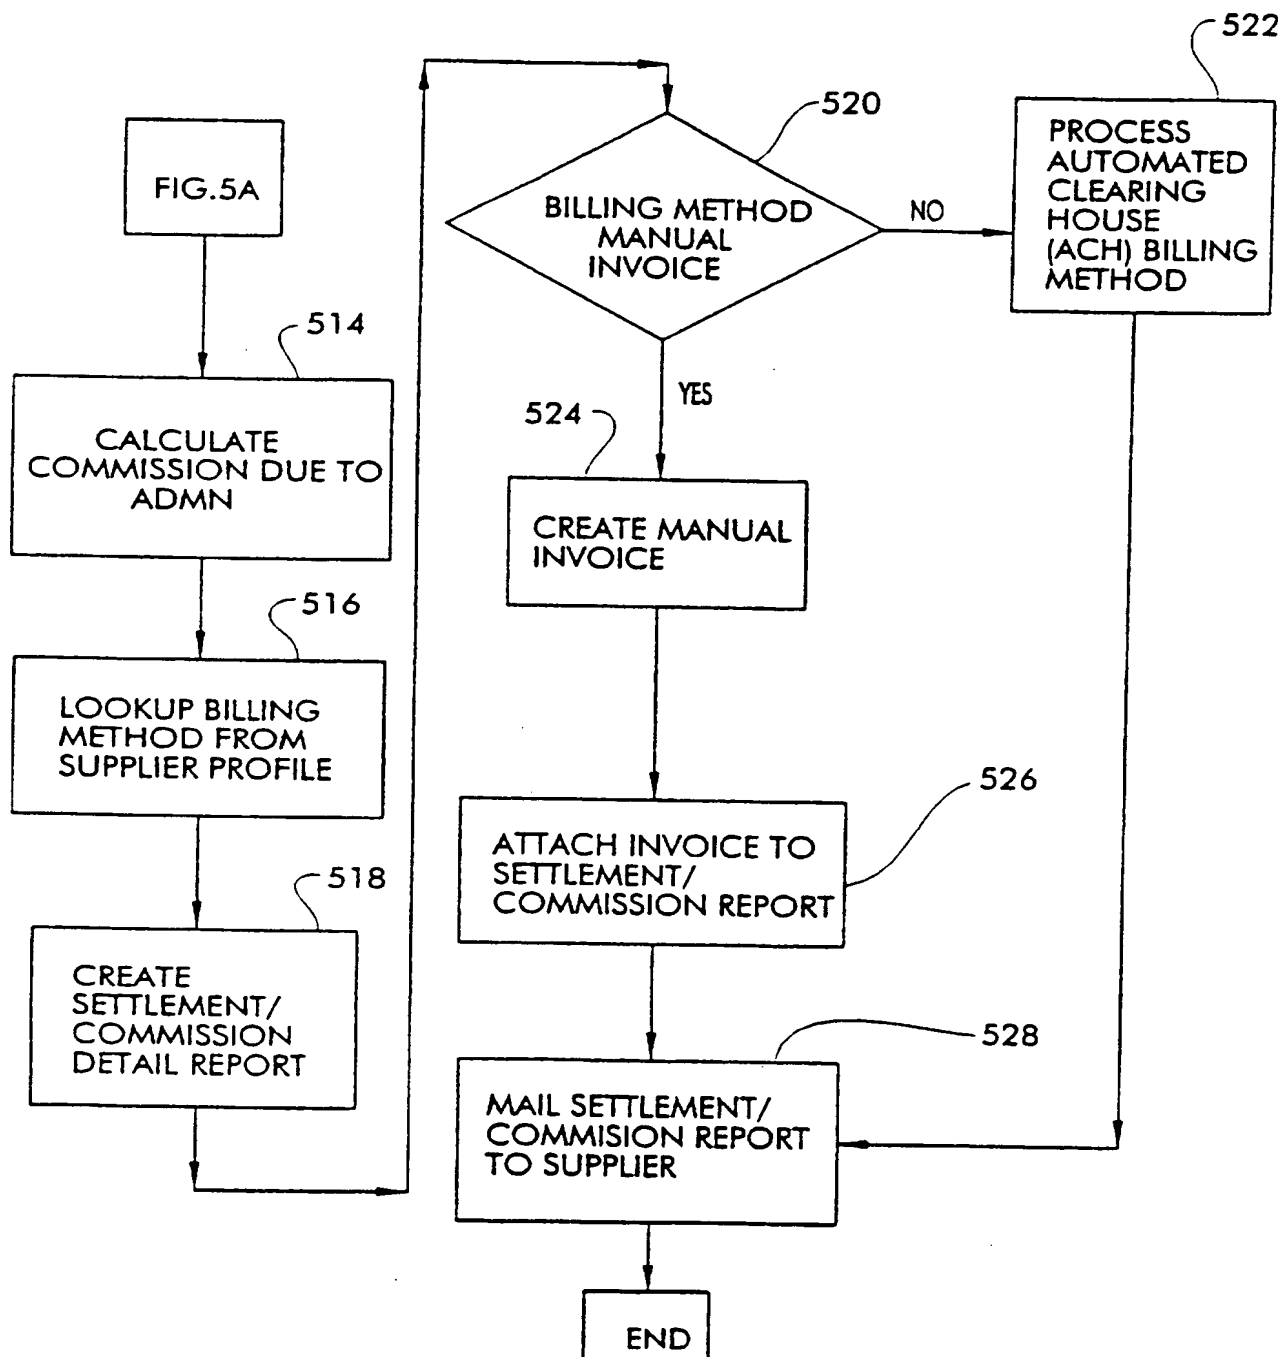 FIG.5A
514
CALCULATE
COMMISSION DUE TO
ADMN
516
LOOKUP BILLING
METHOD FROM
SUPPLIER PROFILE
518
CREATE
SETTLEMENT/
COMMISSION
DETAIL REPORT
520
BILLING METHOD
MANUAL
INVOICE
NO
522
PROCESS
AUTOMATED
CLEARING
HOUSE
(ACH) BILLING
METHOD
YES
524
CREATE MANUAL
INVOICE
526
ATTACH INVOICE TO
SETTLEMENT/
COMMISSION REPORT
528
MAIL SETTLEMENT/
COMMISION REPORT
TO SUPPLIER
END